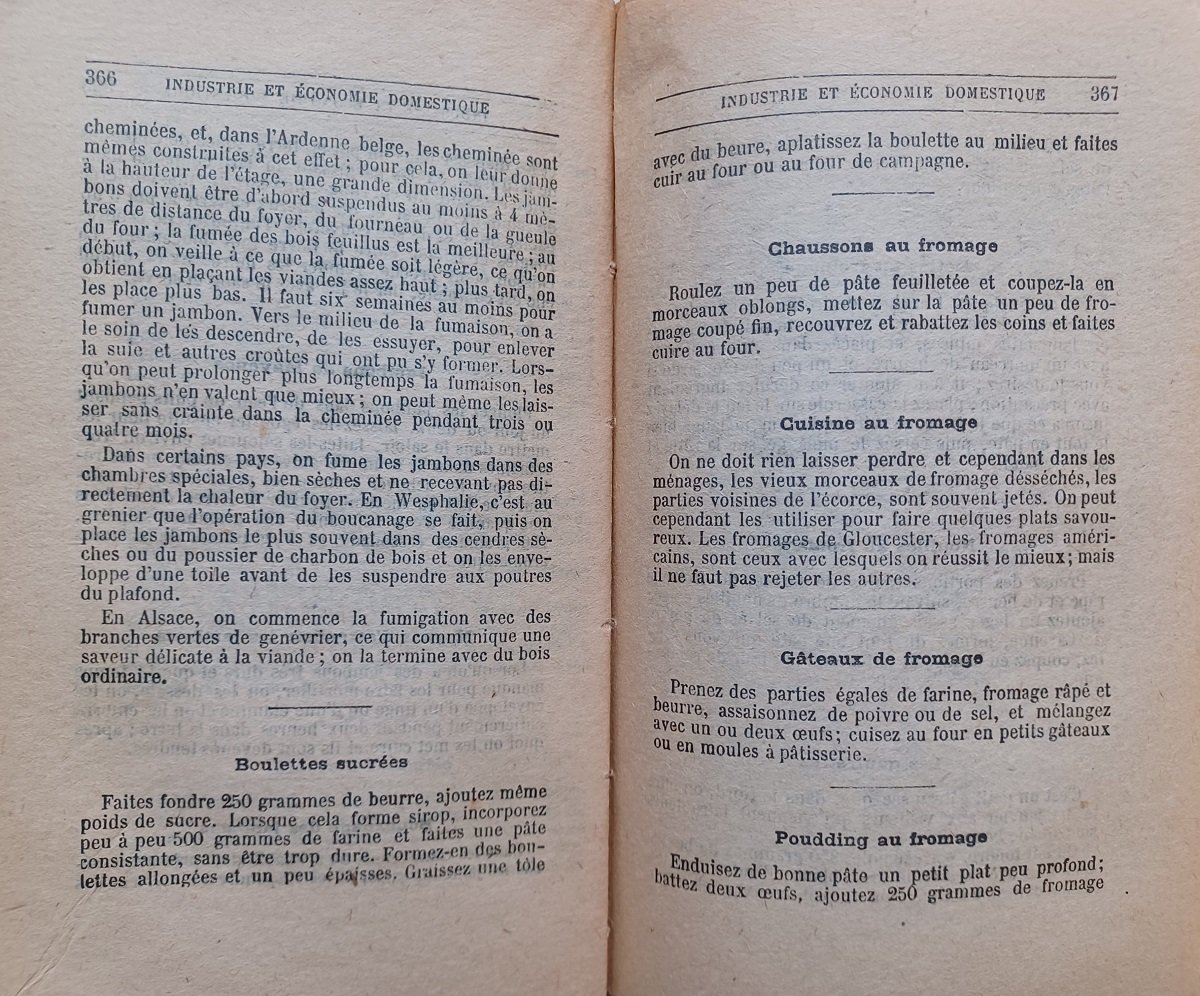 366 INDUSTRIE ET ÉCONOMIE DOMESTIQUE
cheminées, et, dans l'Ardenne belge, les cheminée sont
mêmes construites à cet effet ; pour cela, on leur donne
à la hauteur de l'étage, une grande dimension. Les jam-
bons doivent être d'abord suspendus au moins à 4 mè-
tres de distance du foyer, du fourneau ou de la gueule
du four ; la fumée des bois feuillus est la meilleure ; au
début, on veille à ce que la fumée soit légère, ce qu'on
obtient en plaçant les viandes assez haut ; plus tard, on
les place plus bas. Il faut six semaines au moins pour
fumer un jambon. Vers le milieu de la fumaison, on a
le soin de les descendre, de les essuyer, pour enlever
la suie et autres croûtes qui ont pu s'y former. Lors-
qu'on peut prolonger plus longtemps la fumaison, les
jambons n'en valent que mieux ; on peut même les lais-
ser sans crainte dans la cheminée pendant trois ou
quatre mois.
Dans certains pays, on fume les jambons dans des
chambres spéciales, bien sèches et ne recevant pas di-
rectement la chaleur du foyer. En Wesphalie, c'est au
grenier que l'opération du boucanage se fait, puis on
place les jambons le plus souvent dans des cendres sè-
ches ou du poussier de charbon de bois et on les enve-
loppe d'une toile avant de les suspendre aux poutres
du plafond.
En Alsace, on commence la fumigation avec des
branches vertes de genévrier, ce qui communique une
saveur délicate à la viande ; on la termine avec du bois
ordinaire.
Boulettes sucrées
Faites fondre 250 grammes de beurre, ajoutez même
poids de sucre. Lorsque cela forme sirop, incorporez
peu à peu 500 grammes de farine et faites une pâte
consistante, sans être trop dure. Formez-en des bou-
lettes allongées et un peu épaisses. Graissez une tôle
INDUSTRIE ET ÉCONOMIE DOMESTIQUE 367
avec du beure, aplatissez la boulette au milieu et faites
cuir au four ou au four de campagne.
Chaussons au fromage
Roulez un peu de pâte feuilletée et coupez-la en
morceaux oblongs, mettez sur la pâte un peu de fro-
mage coupé fin, recouvrez et rabattez les coins et faites
cuire au four.
Cuisine au fromage
On ne doit rien laisser perdre et cependant dans les
ménages, les vieux morceaux de fromage désséchés, les
parties voisines de l'écorce, sont souvent jetés. On peut
cependant les utiliser pour faire quelques plats savou-
reux. Les fromages de Gloucester, les fromages améri-
cains, sont ceux avec lesquels on réussit le mieux; mais
il ne faut pas rejeter les autres.
Gâteaux de fromage
Prenez des parties égales de farine, fromage râpé et
beurre, assaisonnez de poivre ou de sel, et mélangez
avec un ou deux œufs; cuisez au four en petits gâteaux
ou en moules à pâtisserie.
Poudding au fromage
Enduisez de bonne pâte un petit plat peu profond;
battez deux œufs, ajoutez 250 grammes de fromage